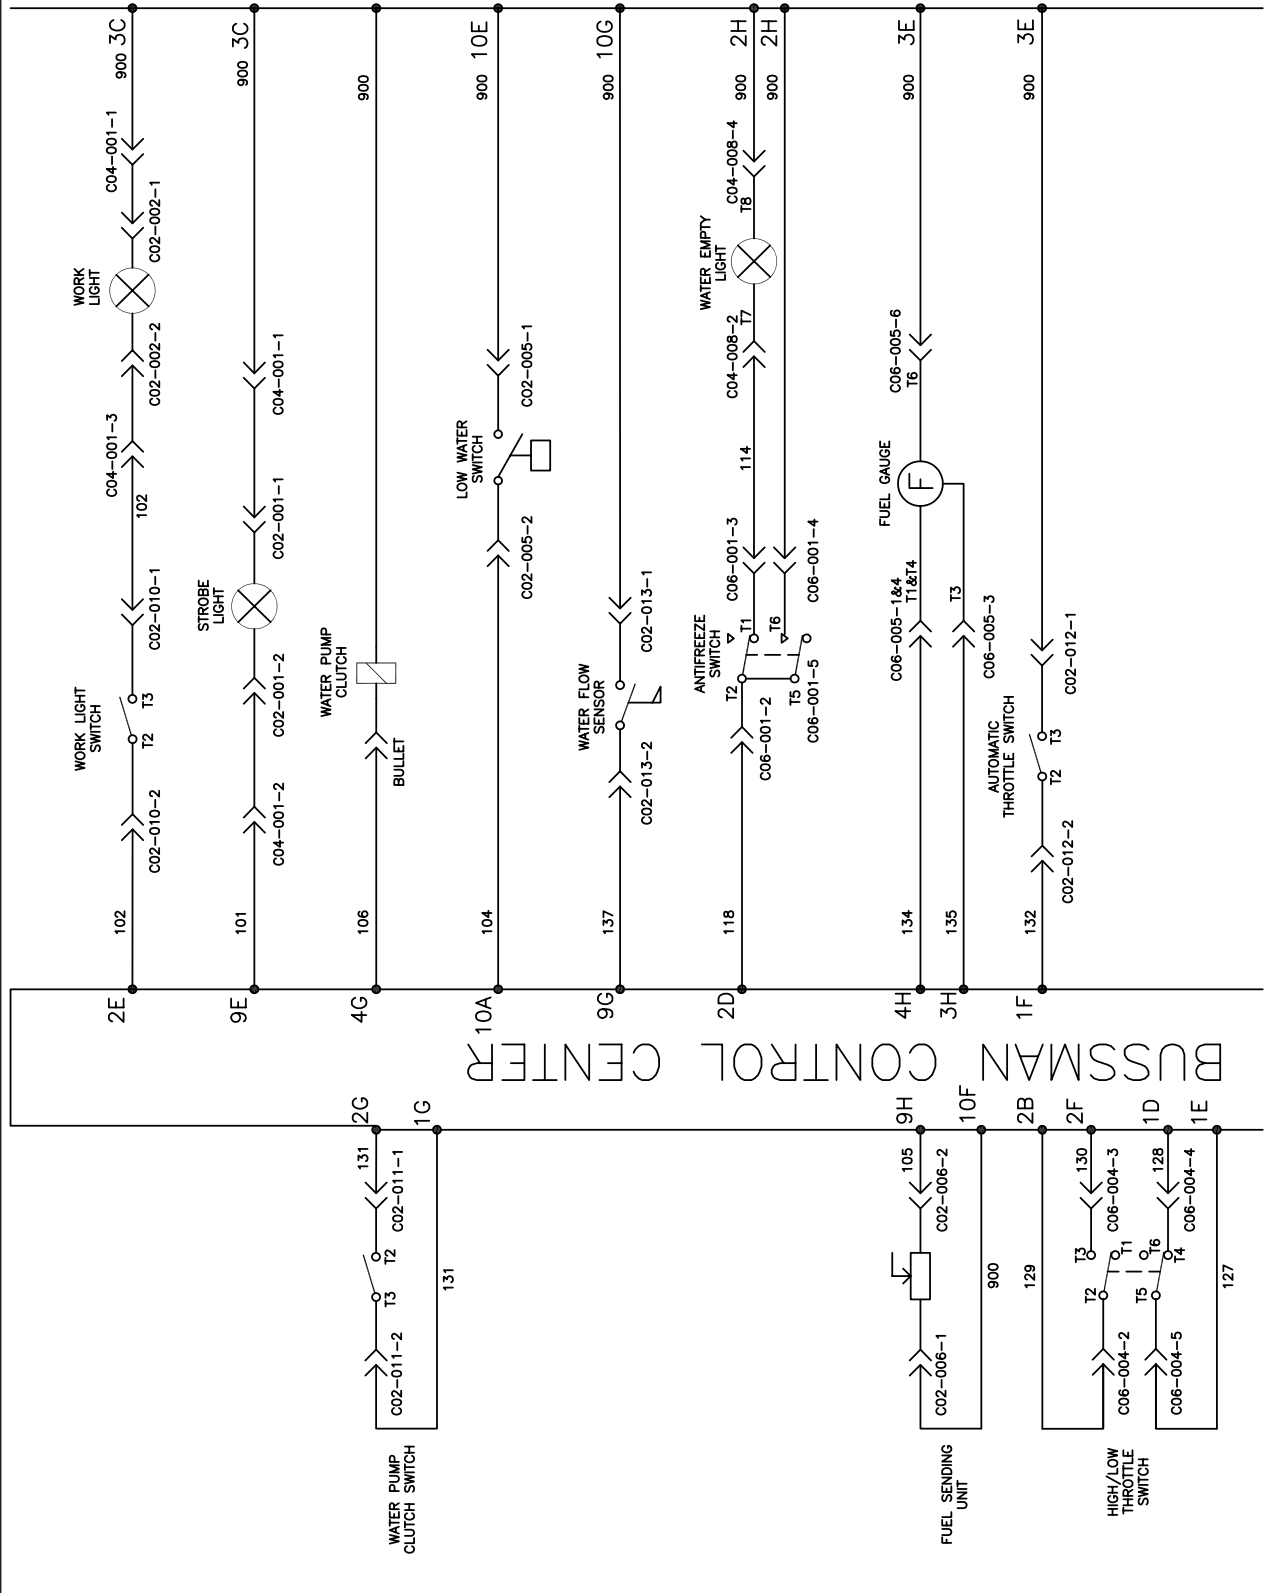 3C
900
C04-001-1
C02-002-1
WORK
LIGHT
C02-002-2
C04-001-3
102
C02-010-1
T3
T2
WORK LIGHT
SWITCH
C02-010-2
102
2E
3C
900
C04-001-1
C02-001-1
STROBE
LIGHT
C02-001-2
C04-001-2
101
9E
900
WATER PUMP
CLUTCH
BULLET
106
4G
10E
900
C02-005-1
LOW WATER
SWITCH
C02-005-2
104
10A
10G
900
C02-013-1
WATER FLOW
SENSOR
C02-013-2
137
9G
2H
2H
900
900
C04-008-4
T8
WATER EMPTY
LIGHT
T7
C04-008-2
114
C06-001-3
C06-001-4
T1
T6
ANTIFREEZE
SWITCH
T2
T5
C06-001-5
C06-001-2
118
2D
3E
900
C06-005-6
T6
FUEL GAUGE
F
C06-005-1&4
T1&T4
T3
C06-005-3
134
135
4H
3H
3E
900
C02-012-1
T3
T2
AUTOMATIC
THROTTLE SWITCH
C02-012-2
132
1F
BUSSMAN CONTROL CENTER
2G
1G
131
C02-011-1
T2
T3
C02-011-2
131
WATER PUMP
CLUTCH SWITCH
9H
10F
105
C02-006-2
C02-006-1
900
FUEL SENDING
UNIT
2B
2F
1D
1E
130
C06-004-3
128
C06-004-4
T3
T1
T6
T4
T2
T5
129
127
C06-004-2
C06-004-5
HIGH/LOW
THROTTLE
SWITCH